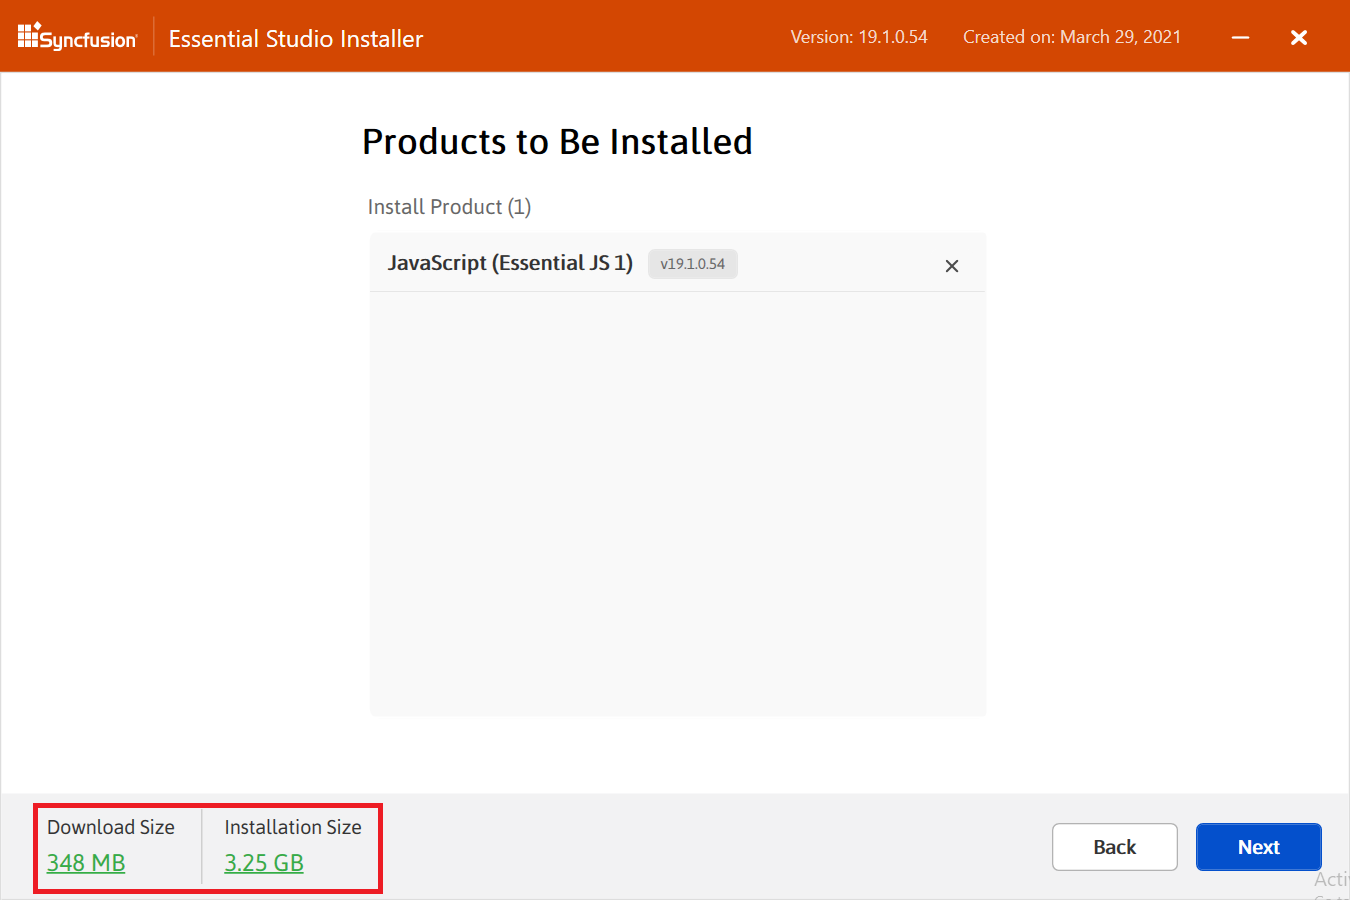 Syncfusion
Essential Studio Installer
Version: 19.1.0.54
Created on: March 29, 2021
Products to Be Installed
Install Product (1)
JavaScript (Essential JS 1)
v19.1.0.54
Download Size
Installation Size
348 MB
3.25 GB
Back
Next
Acti